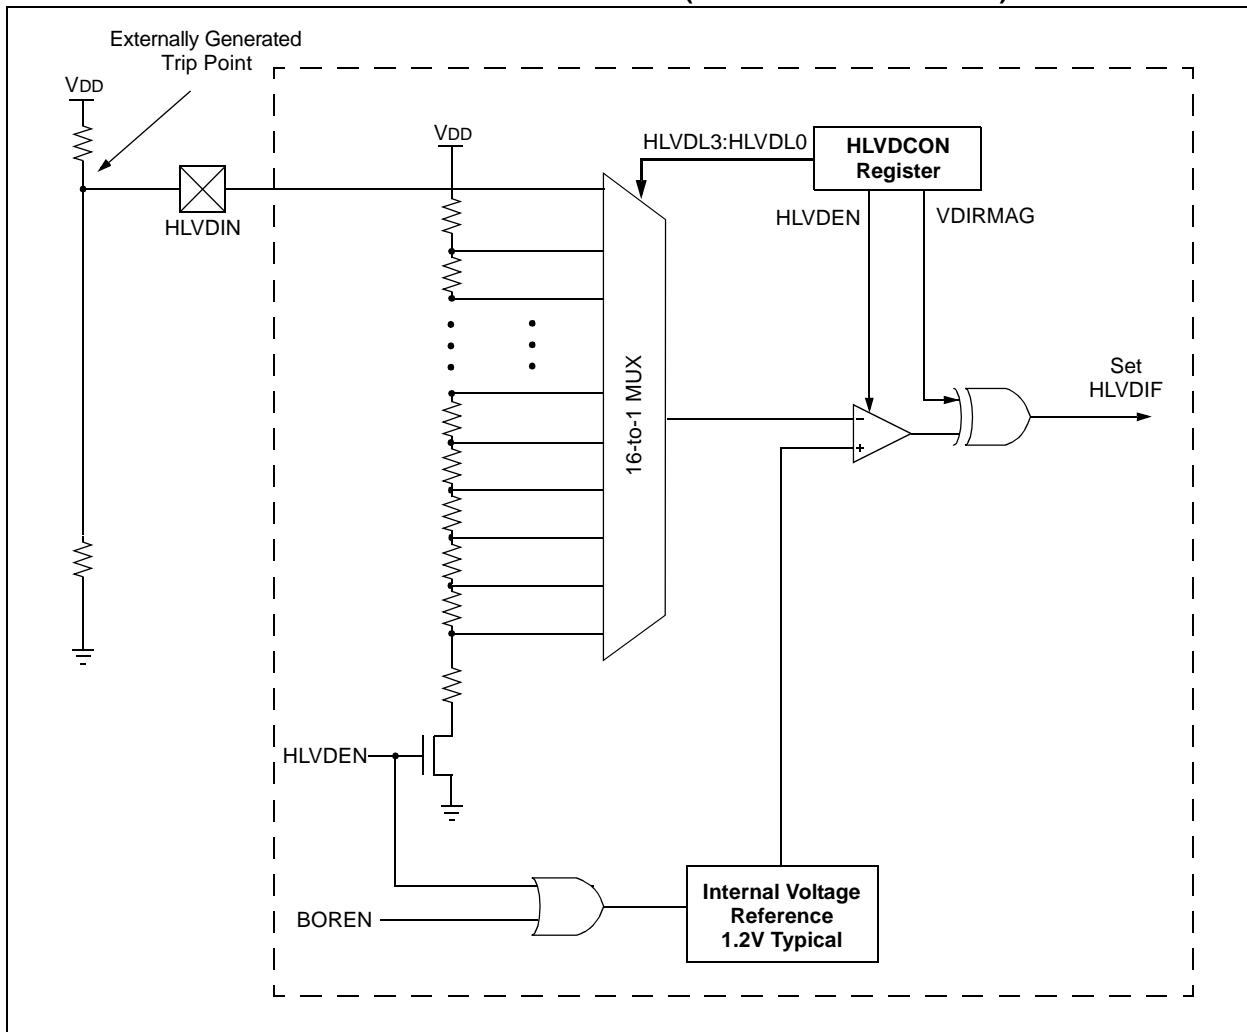 Externally Generated
Trip Point
VDD
VDD
HLVDL3:HLVDL0
HLVDCON
Register
HLVDIN
HLVDEN
VDIRMAG
16-to-1 MUX
Set
HLVDIF
–
+
HLVDEN
BOREN
Internal Voltage
Reference
1.2V Typical